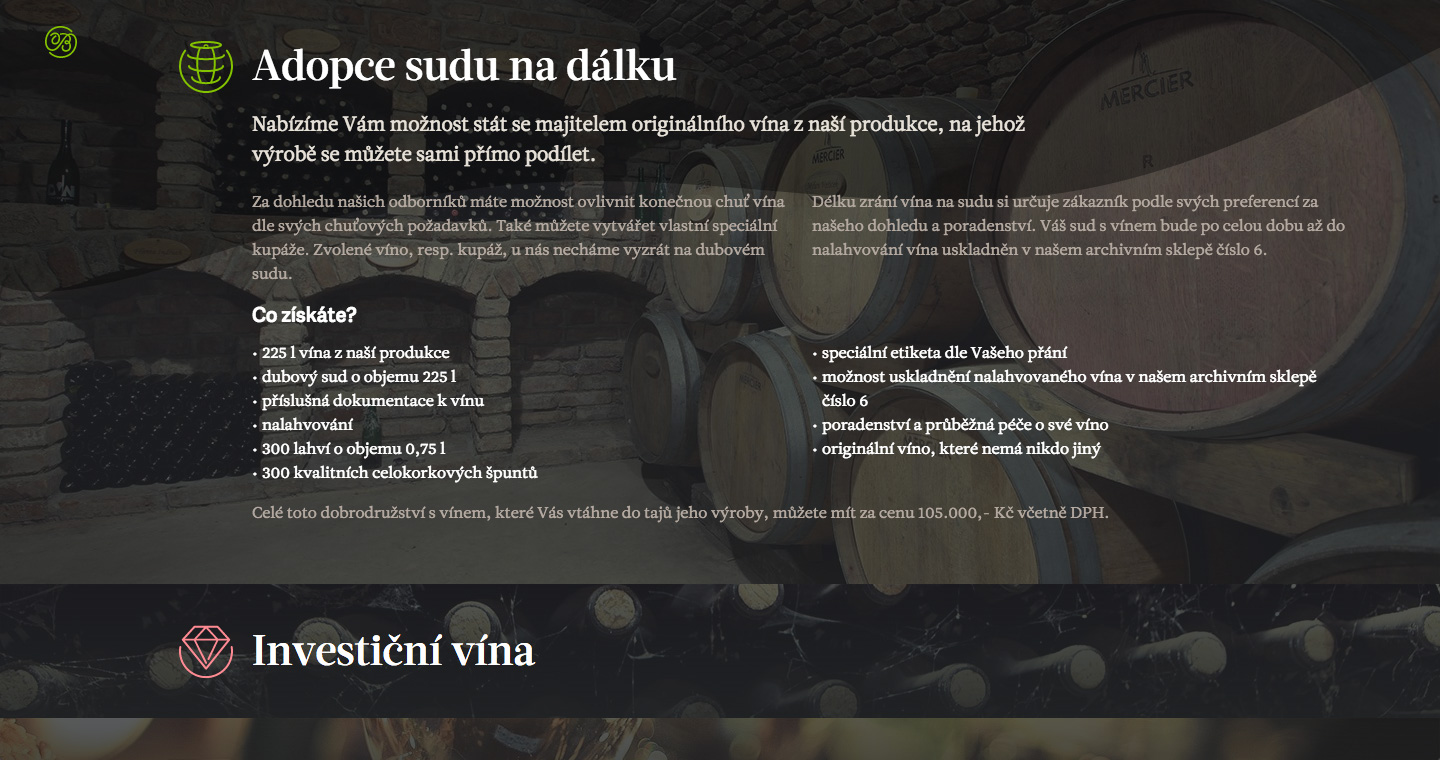 Adopce sudu na dálku
MERCIER
Nabízíme Vám možnost stát se majitelem originálního vína z naší produkce, na jehož
výrobě se můžete sami přímo podílet.
MERCIER
R
Za dohledu našich odborníků máte možnost ovlivnit konečnou chuť vína
dle svých chuťových požadavků. Také můžete vytvářet vlastní speciální
kupáže. Zvolené víno, resp. kupáž, u nás necháme vyzrát na dubovém
sudu.
Délku zrání vína na sudu si určuje zákazník podle svých preferencí za
našeho dohledu a poradenství. Váš sud s vínem bude po celou dobu až do
nalahvování vína uskladněn v našem archivním sklepě číslo 6.
Co získáte?
• 225 l vína z naší produkce
• dubový sud o objemu 225 l
• příslušná dokumentace k vínu
• nalahvování
• 300 lahví o objemu 0,75 l
• 300 kvalitních celokorkových špuntů
• speciální etiketa dle Vašeho přání
• možnost uskladnění nalahvovaného vína v našem archivním sklepě
číslo 6
• poradenství a průběžná péče o své víno
• originální víno, které nemá nikdo jiný
Celé toto dobrodružství s vínem, které Vás vtáhne do tajů jeho výroby, můžete mít za cenu 105.000,- Kč včetně DPH.
Investiční vína